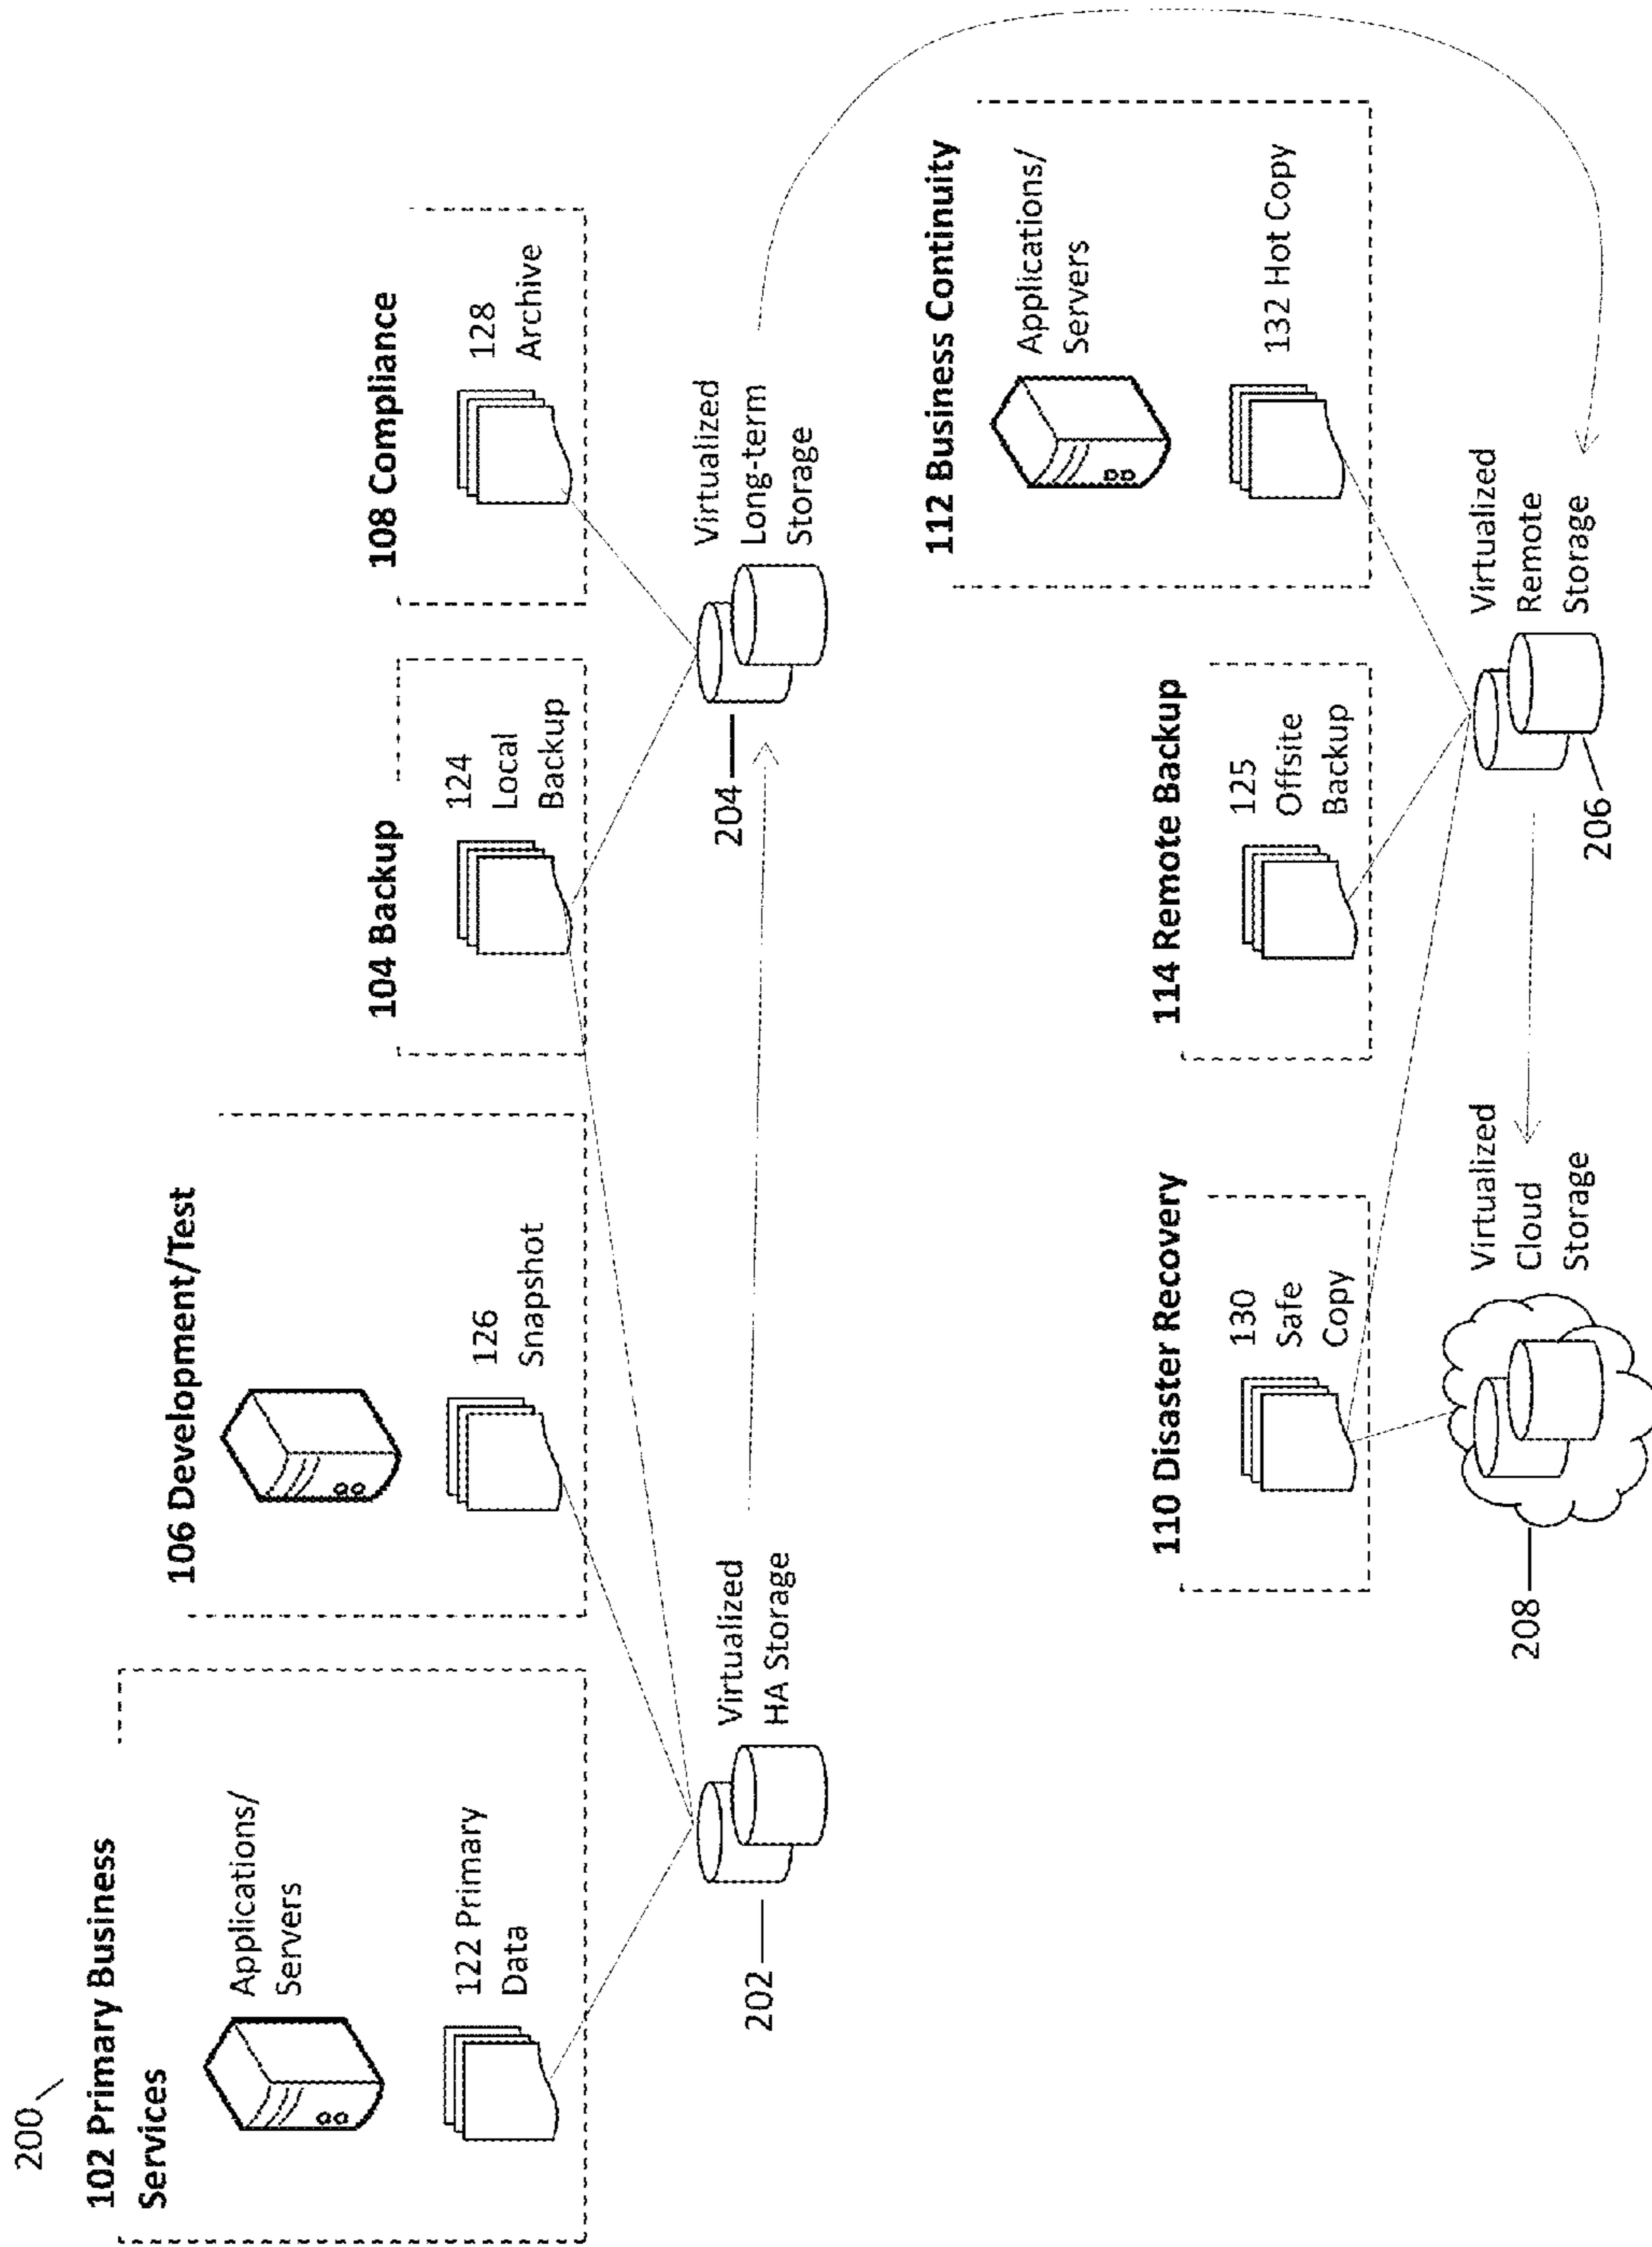 200
102 Primary Business
Services
Applications/
Servers
122 Primary
Data
106 Development/Test
126
Snapshot
104 Backup
124
Local
Backup
108 Compliance
128
Archive
202
Virtualized
HA Storage
204
Virtualized
Long-term
Storage
110 Disaster Recovery
130
Safe
Copy
114 Remote Backup
125
Offsite
Backup
112 Business Continuity
Applications/
Servers
132 Hot Copy
208
Virtualized
Cloud
Storage
206
Virtualized
Remote
Storage